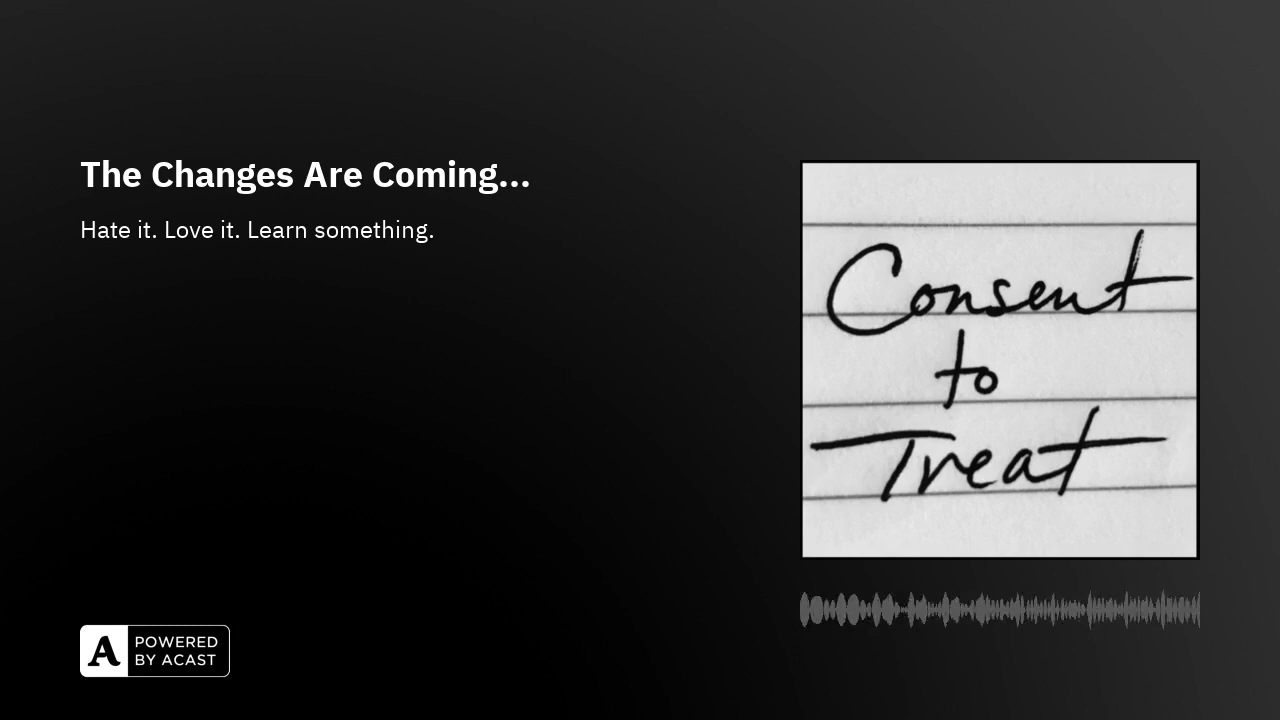 The Changes Are Coming...
Hate it. Love it. Learn something.
Consent
to
Treat
A
POWERED
BY ACAST